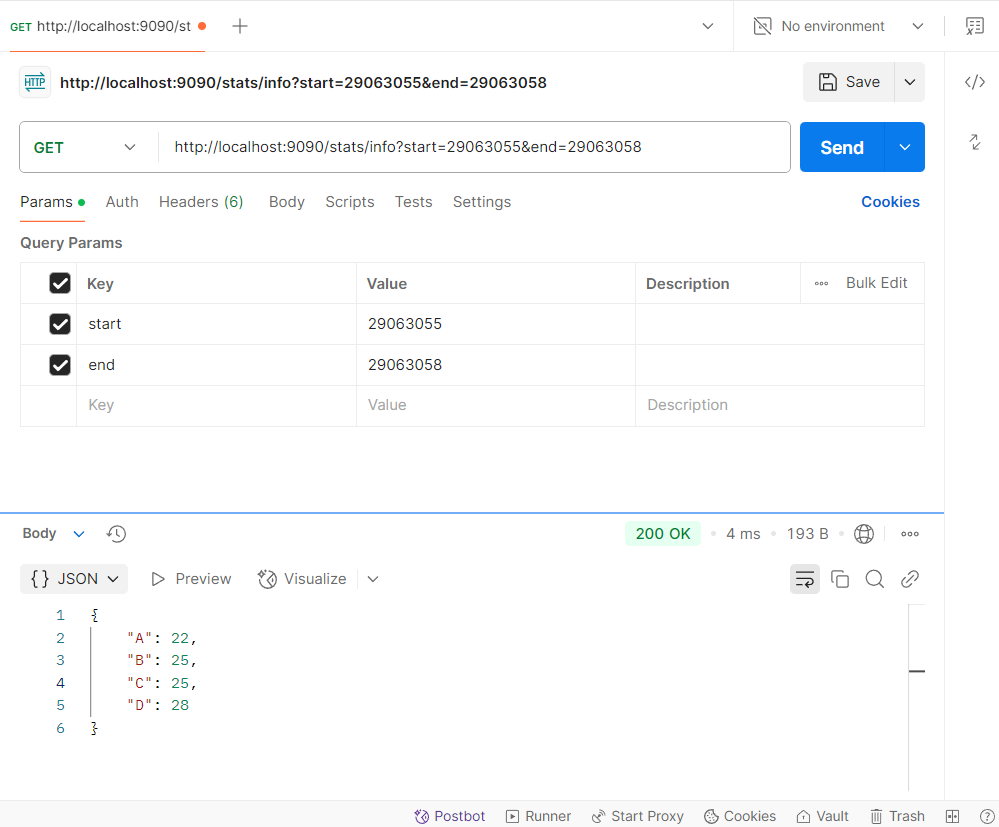 GET http://localhost:9090/st
No environment
HTTP http://localhost:9090/stats/info?start=29063055&end=29063058
Save
GET http://localhost:9090/stats/info?start=29063055&end=29063058
Send
Params Auth Headers (6) Body Scripts Tests Settings Cookies
Query Params
Key Value Description Bulk Edit
start 29063055
end 29063058
Key Value Description
Body 200 OK 4 ms 193 B
{} JSON Preview Visualize
1 {
2 "A": 22,
3 "B": 25,
4 "C": 25,
5 "D": 28
6 }
Postbot Runner Start Proxy Cookies Vault Trash